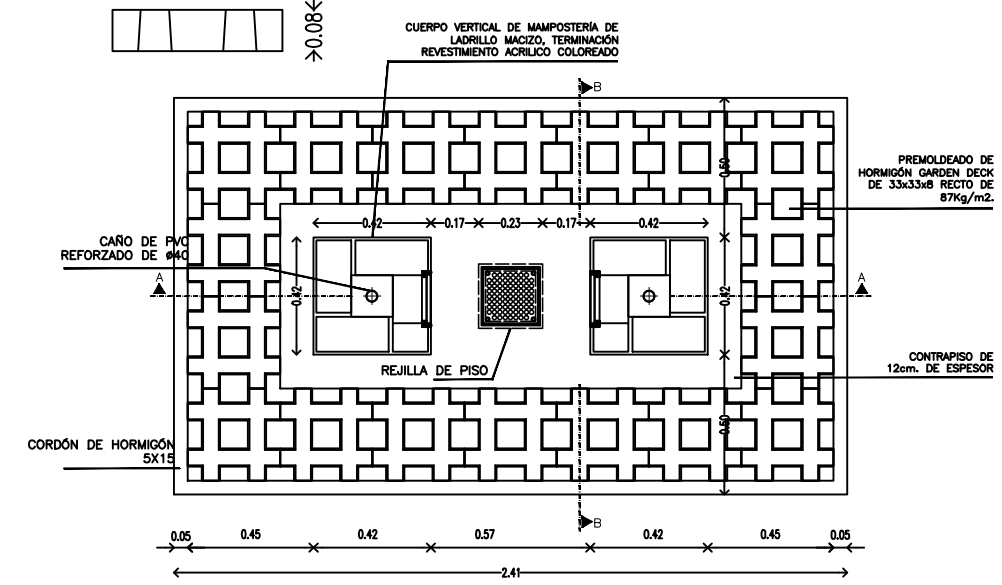 0.08
CUERPO VERTICAL DE MAMPOSTERÍA DE
LADRILLO MACIZO, TERMINACIÓN
REVESTIMIENTO ACRILICO COLOREADO
B
0.50
PREMOLDEADO DE
HORMIGÓN GARDEN DECK
DE 33x33x8 RECTO DE
87Kg/m2.
0.42
0.17
0.23
0.17
0.42
CAÑO DE PVC
REFORZADO DE ø40
A
0.42
0.42
A
REJILLA DE PISO
CONTRAPISO DE
12cm. DE ESPESOR
0.50
CORDÓN DE HORMIGÓN
5X15
B
0.05
0.45
0.42
0.57
0.42
0.45
0.05
2.41